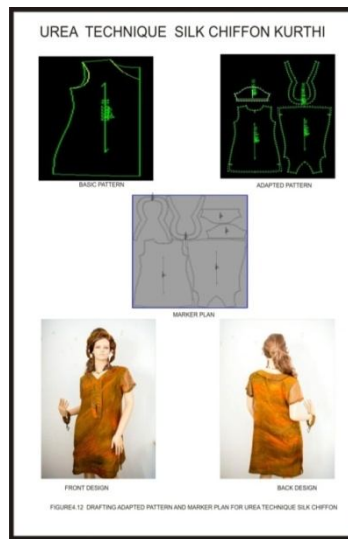 UREA TECHNIQUE SILK CHIFFON KURTHI
BASIC PATTERN
ADAPTED PATTERN
MARKER PLAN
FRONT DESIGN
BACK DESIGN
FIGURE4.12 DRAFTING ADAPTED PATTERN AND MARKER PLAN FOR UREA TECHNIQUE SILK CHIFFON